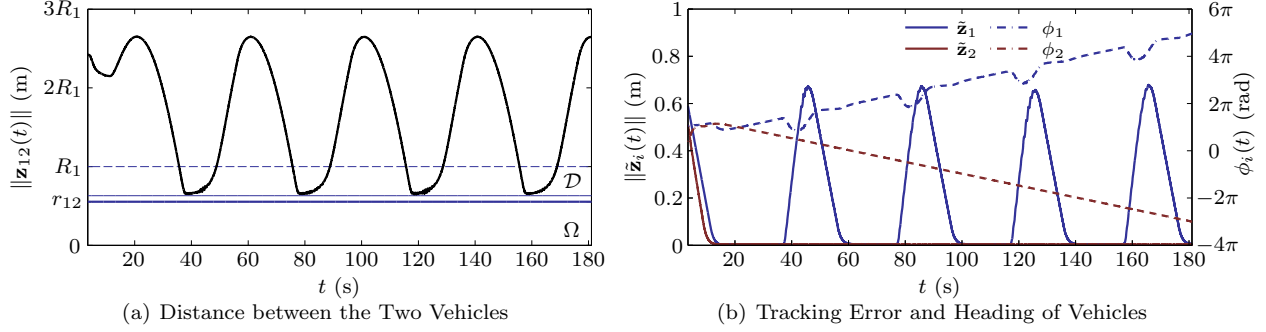 3R₁
2R₁
R₁
r₁₂
0
‖z₁₂(t)‖ (m)
𝒟
Ω
20 40 60 80 100 120 140 160 180
t (s)
(a) Distance between the Two Vehicles
1
0.8
0.6
0.4
0.2
0
‖z̃ᵢ(t)‖ (m)
z̃₁ ϕ₁
z̃₂ ϕ₂
6π
4π
2π
0
−2π
−4π
ϕᵢ(t) (rad)
20 40 60 80 100 120 140 160 180
t (s)
(b) Tracking Error and Heading of Vehicles